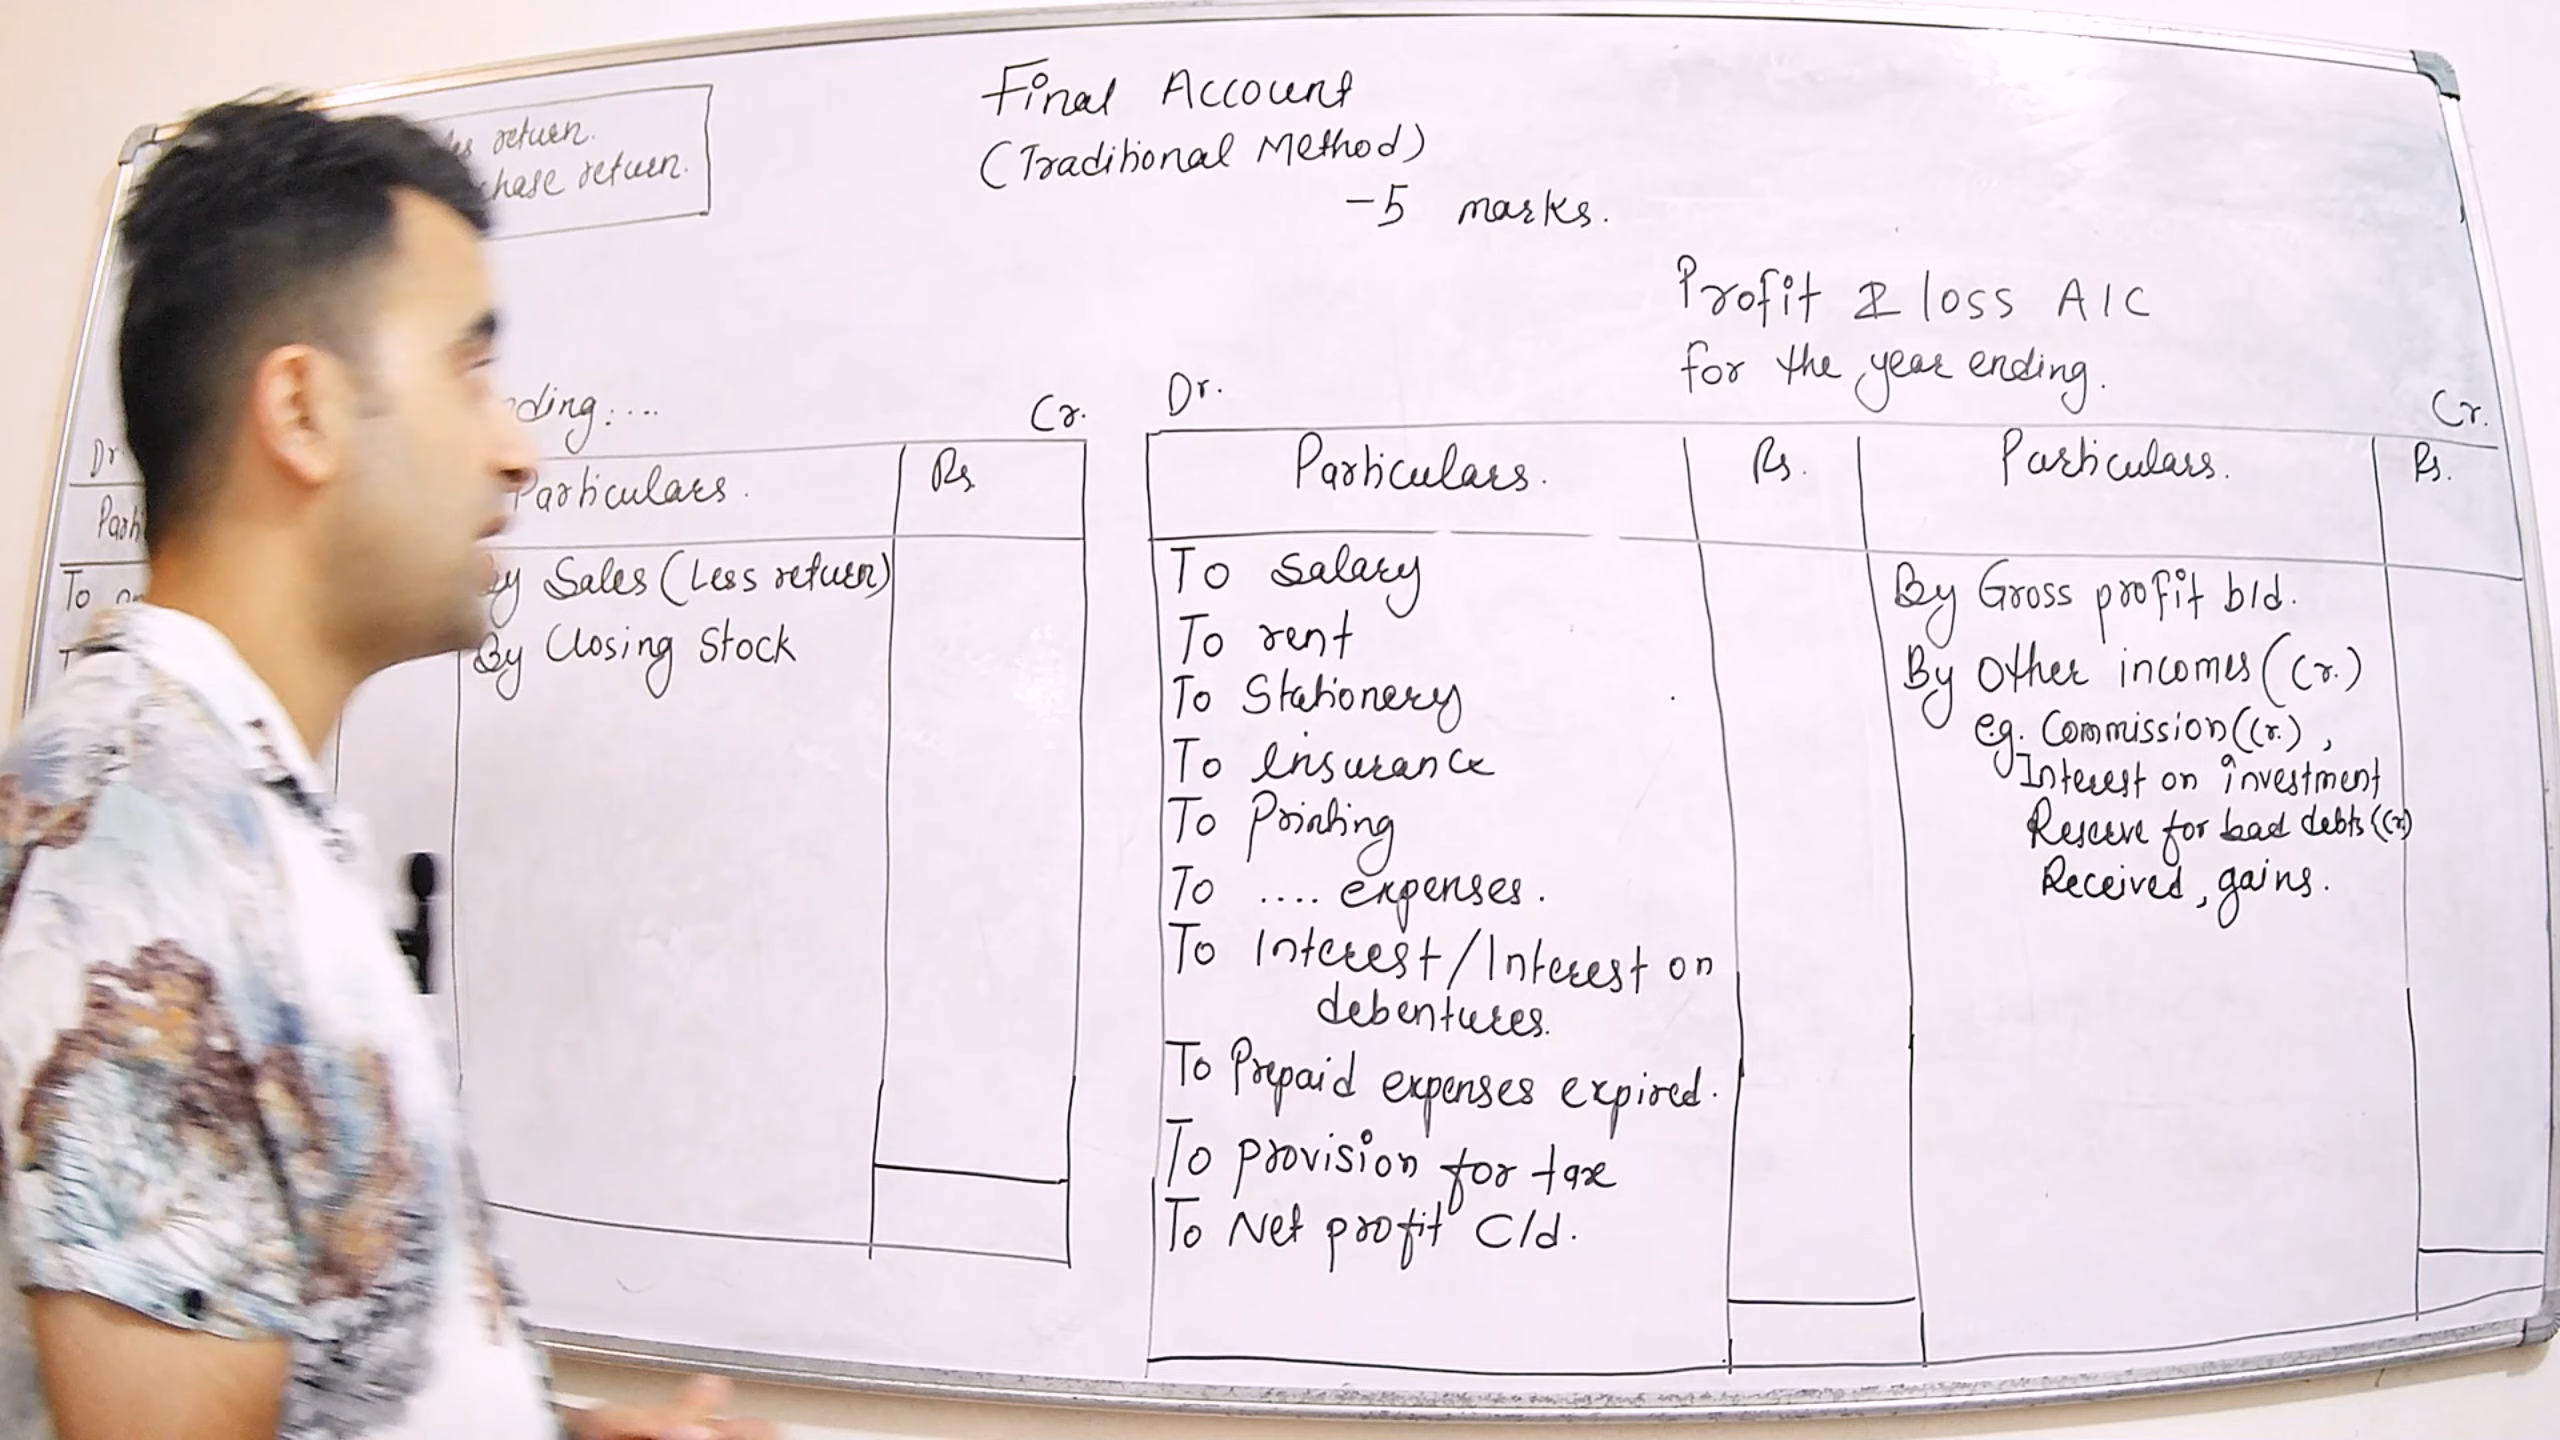 Final Account
(Traditional Method)
-5 marks.
return.
return.
Profit & loss A/C
for the year ending.
Cr.
Dr
Particulars.
Rs
To
By Sales (Less return)
By Closing Stock
Dr.
Cr.
Particulars.
Rs.
Particulars.
Rs.
To Salary
To rent
To Stationery
To insurance
To Printing
To .... expenses.
To Interest/Interest on
debentures.
To Prepaid expenses expired.
To provision for tax
To Net profit C/d.
By Gross profit b/d.
By Other incomes (Cr.)
eg. Commission (Cr.),
Interest on investment
Reserve for bad debts (Cr)
Received, gains.